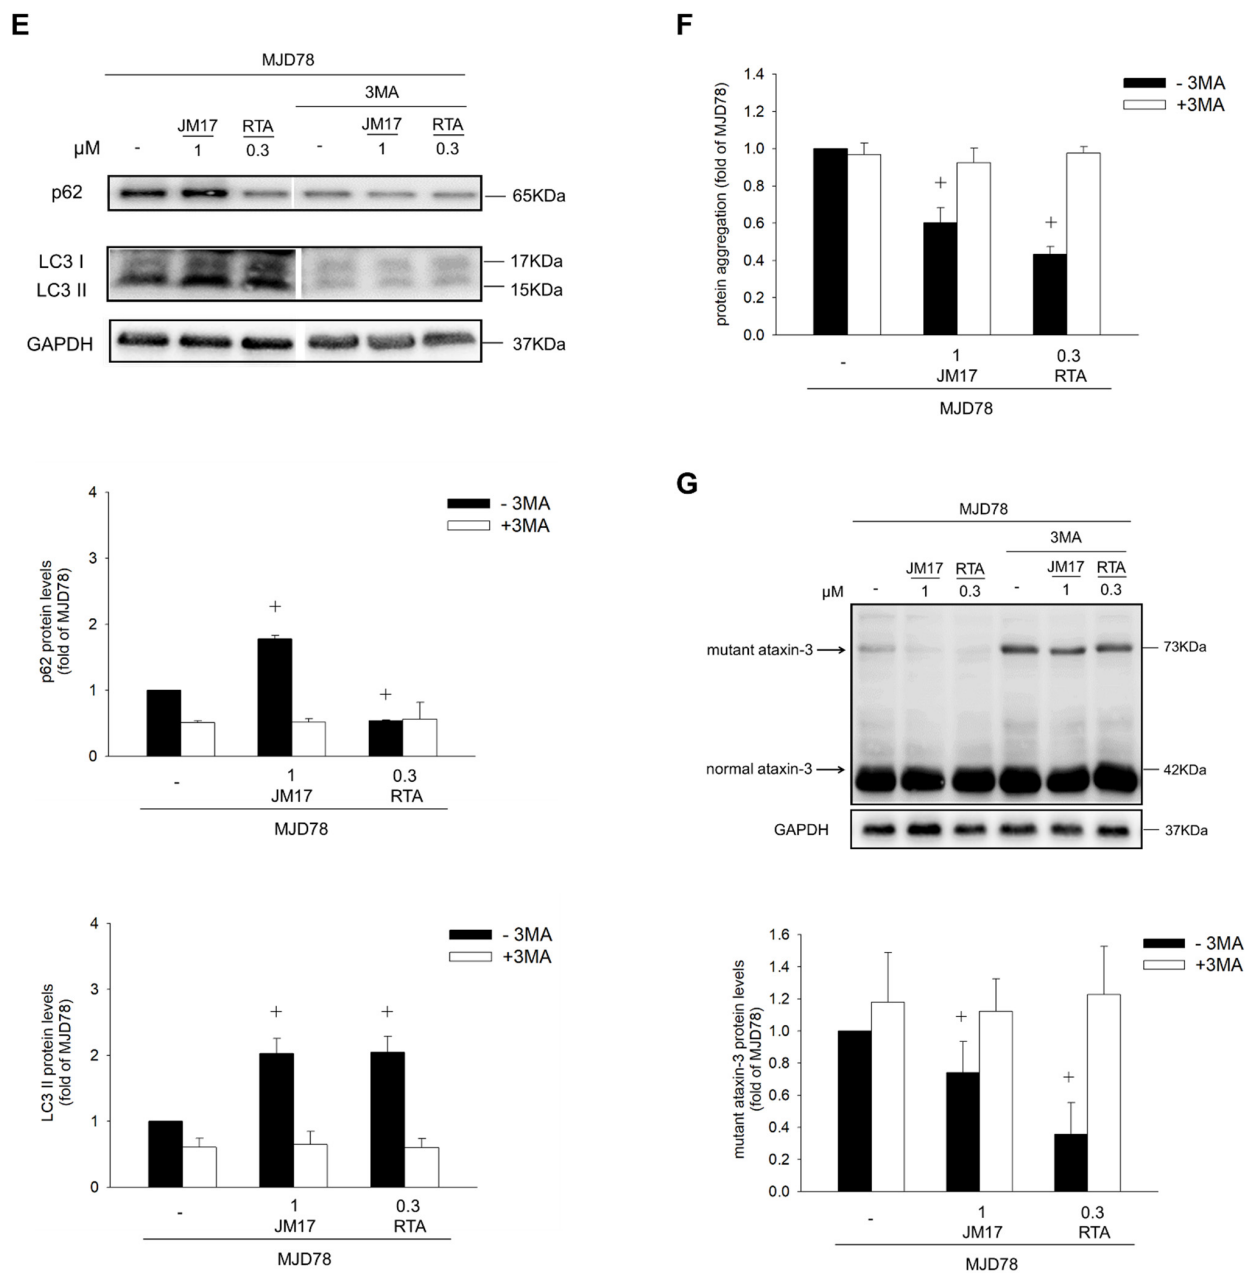 E
MJD78
3MA
JM17 RTA JM17 RTA
μM - 1 0.3 - 1 0.3
p62 65KDa
LC3 I 17KDa
LC3 II 15KDa
GAPDH 37KDa
4
3
2
1
0
p62 protein levels
(fold of MJD78)
- 3MA
+3MA
+
+
- 1 0.3
JM17 RTA
MJD78
4
3
2
1
0
LC3 II protein levels
(fold of MJD78)
- 3MA
+3MA
+ +
- 1 0.3
JM17 RTA
MJD78
F
1.4
1.2
1.0
0.8
0.6
0.4
0.2
0.0
protein aggregation (fold of MJD78)
- 3MA
+3MA
+
+
- 1 0.3
JM17 RTA
MJD78
G
MJD78
3MA
JM17 RTA JM17 RTA
μM - 1 0.3 - 1 0.3
mutant ataxin-3 73KDa
normal ataxin-3 42KDa
GAPDH 37KDa
1.6
1.4
1.2
1.0
0.8
0.6
0.4
0.2
0.0
mutant ataxin-3 protein levels
(fold of MJD78)
- 3MA
+3MA
+
+
- 1 0.3
JM17 RTA
MJD78